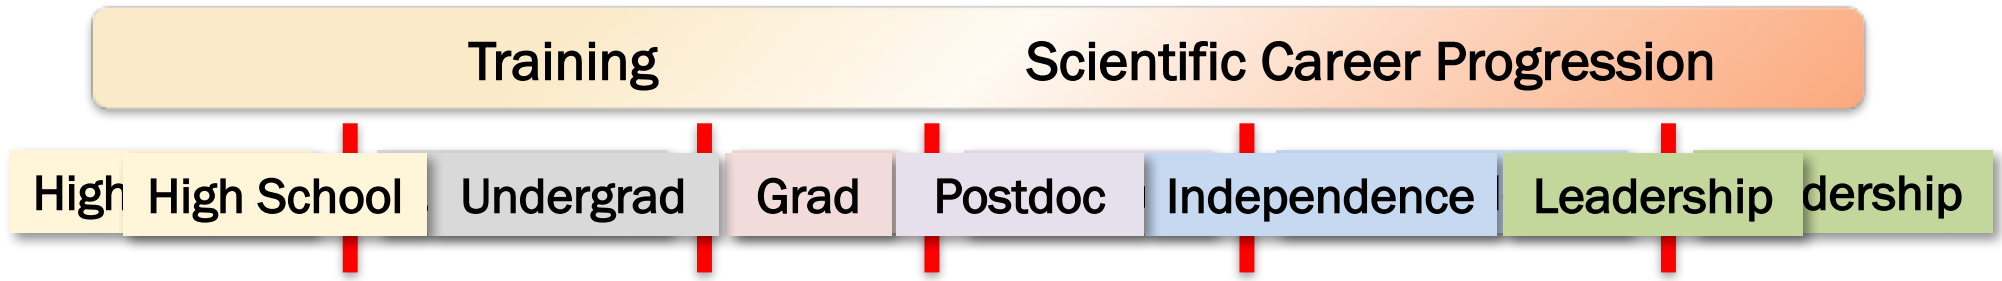 Training Scientific Career Progression
High High School Undergrad Grad Postdoc Independence Leadership dership